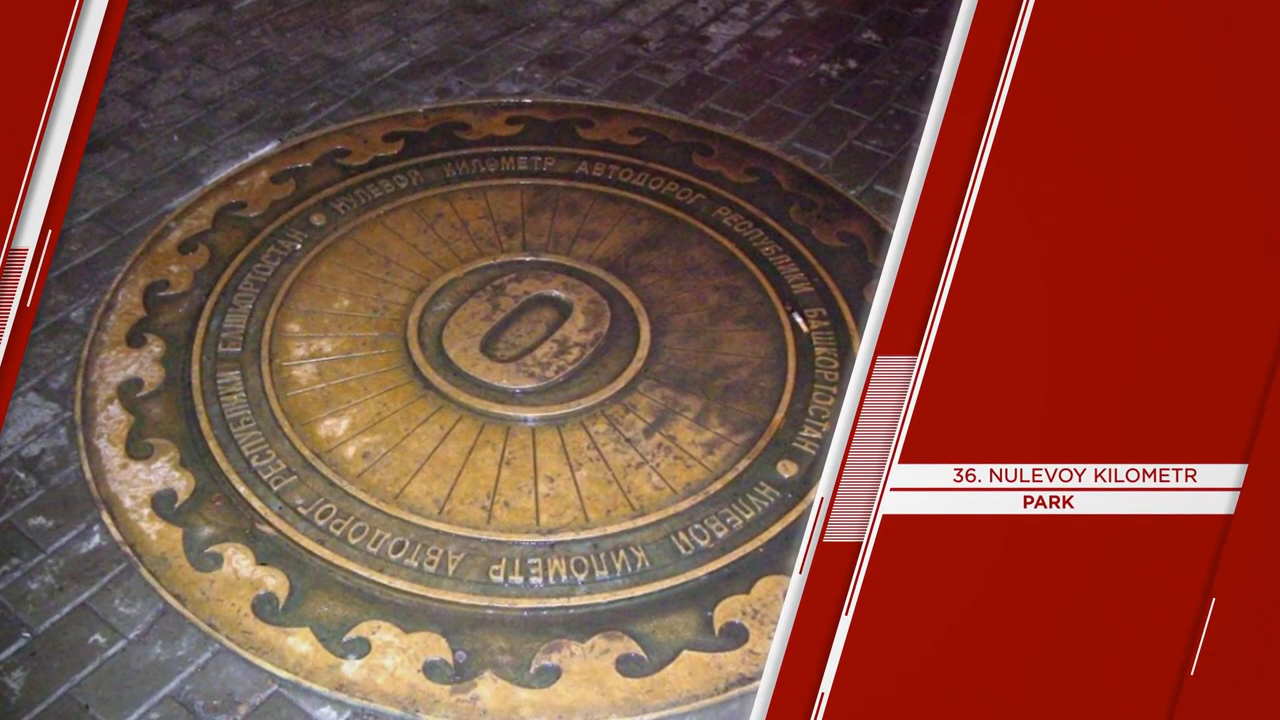 НУЛЕВОЙ КИЛОМЕТР АВТОДОРОГ РЕСПУБЛИКИ БАШКОРТОСТАН
НУЛЕВОЙ КИЛОМЕТР АВТОДОРОГ РЕСПУБЛИКИ БАШКОРТОСТАН
0
36. NULEVOY KILOMETR
PARK